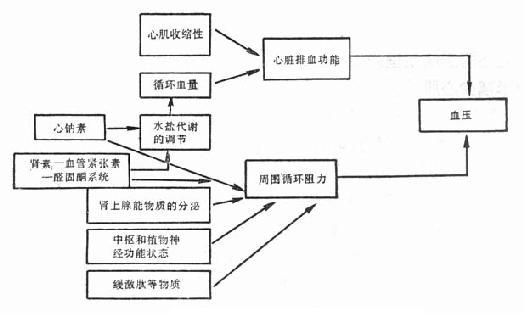 心肌收缩性
心脏排血功能
循环血量
血压
心钠素
水盐代谢
的调节
肾素—血管紧张素
—醛固酮系统
周围循环阻力
肾上腺能物质的分泌
中枢和植物神
经功能状态
缓激肽等物质